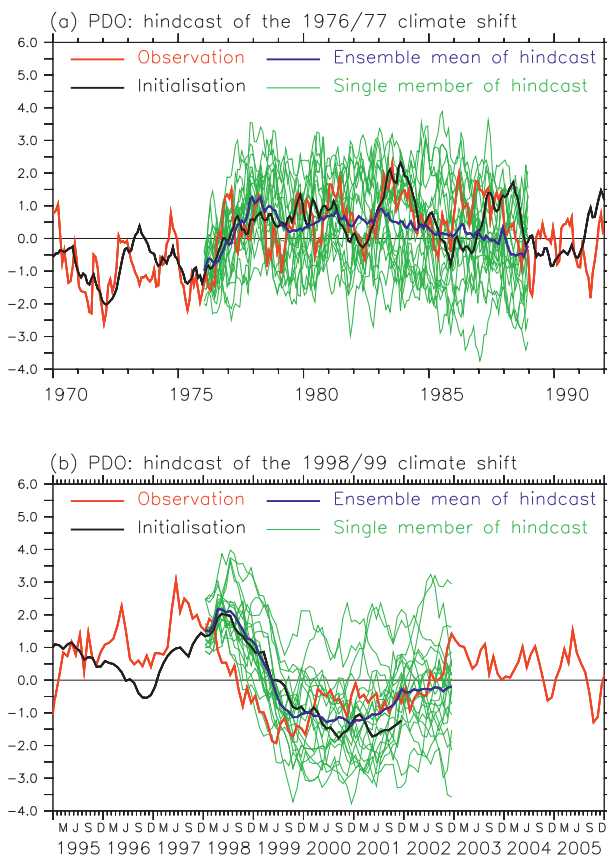 (a) PDO: hindcast of the 1976/77 climate shift
6.0
Observation Ensemble mean of hindcast
5.0
Initialisation Single member of hindcast
4.0
3.0
2.0
1.0
0.0
-1.0
-2.0
-3.0
-4.0
1970 1975 1980 1985 1990
(b) PDO: hindcast of the 1998/99 climate shift
6.0
Observation Ensemble mean of hindcast
5.0
Initialisation Single member of hindcast
4.0
3.0
2.0
1.0
0.0
-1.0
-2.0
-3.0
-4.0
M J S D M J S D M J S D M J S D M J S D M J S D M J S D M J S D M J S D M J S D M J S D
1995 1996 1997 1998 1999 2000 2001 2002 2003 2004 2005